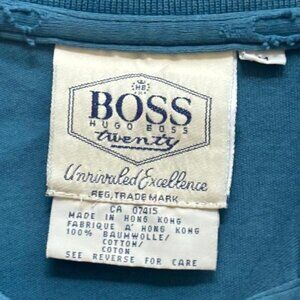 HB
BOSS
HUGO BOSS
twenty
Unrivaled Excellence
REG. TRADE MARK
CA 07415
MADE IN HONG KONG
FABRIQUE A' HONG KONG
100% BAUMWOLLE/
COTTON/
COTON
SEE REVERSE FOR CARE